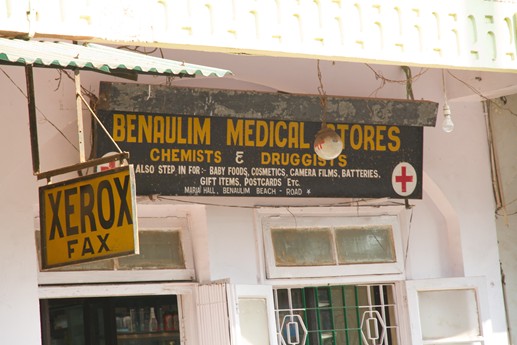 BENAULIM MEDICAL STORES
CHEMISTS & DRUGGISTS
ALSO STEP IN FOR:- BABY FOODS, COSMETICS, CAMERA FILMS, BATTERIES,
GIFT ITEMS, POSTCARDS ETC.
MARIA HALL, BENAULIM BEACH - ROAD *
XEROX
FAX